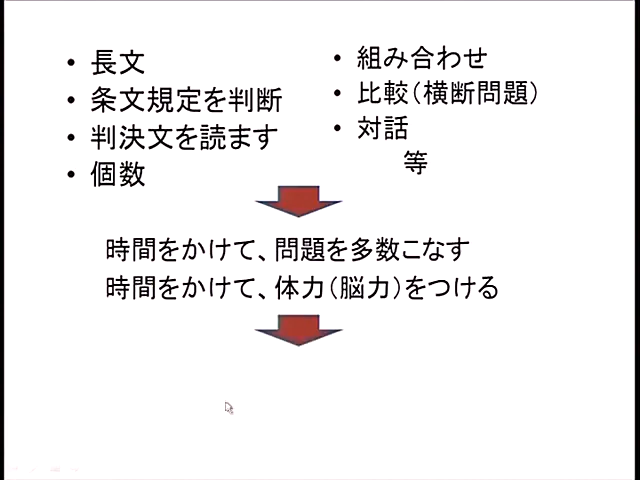 • 長文
• 条文規定を判断
• 判決文を読ます
• 個数
• 組み合わせ
• 比較（横断問題）
• 対話
等
時間をかけて、問題を多数こなす
時間をかけて、体力（脳力）をつける